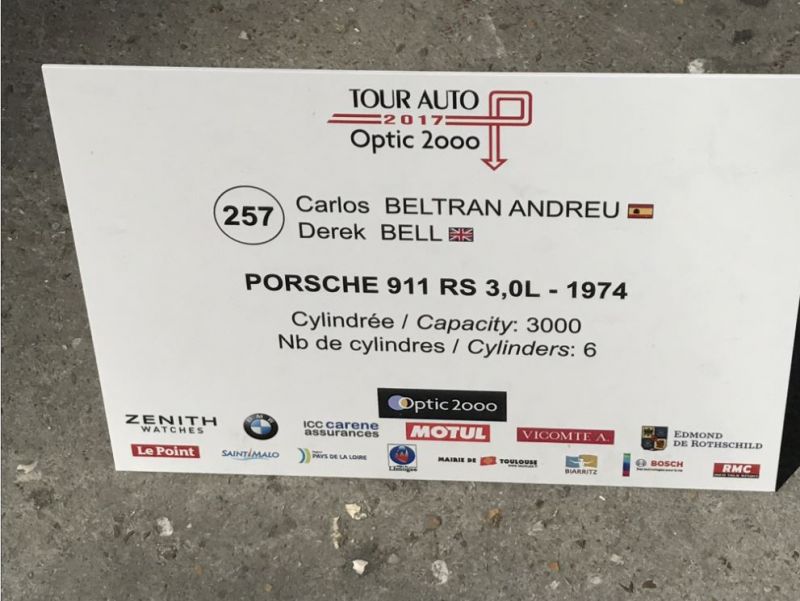 TOUR AUTO
2017
Optic 2ooo
257
Carlos BELTRAN ANDREU
Derek BELL
PORSCHE 911 RS 3,0L - 1974
Cylindrée / Capacity: 3000
Nb de cylindres / Cylinders: 6
Optic 2ooo
ZENITH
WATCHES
BMW
ICC carene
assurances
MOTUL
VICOMTE A.
EDMOND
DE ROTHSCHILD
Le Point
SAINT MALO
PAYS DE LA LOIRE
Limoges
MAIRIE DE TOULOUSE
BIARRITZ
BOSCH
RMC